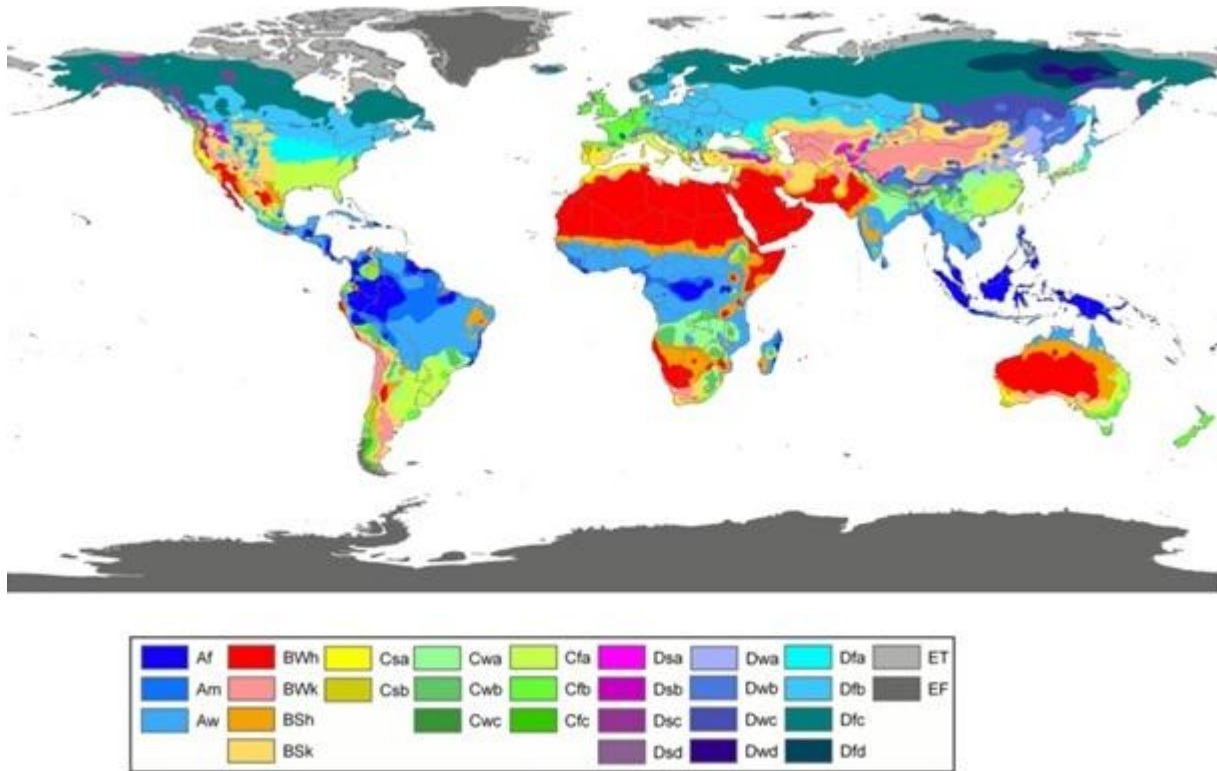 Af BWh Csa Cwa Cfa Dsa Dwa Dfa ET
Am BWk Csb Cwb Cfb Dsb Dwb Dfb EF
Aw BSh Cwc Cfc Dsc Dwc Dfc
BSk Dsd Dwd Dfd